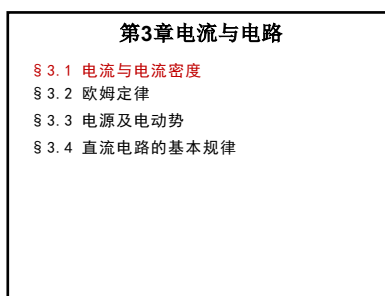 第3章电流与电路
§3.1 电流与电流密度
§3.2 欧姆定律
§3.3 电源及电动势
§3.4 直流电路的基本规律